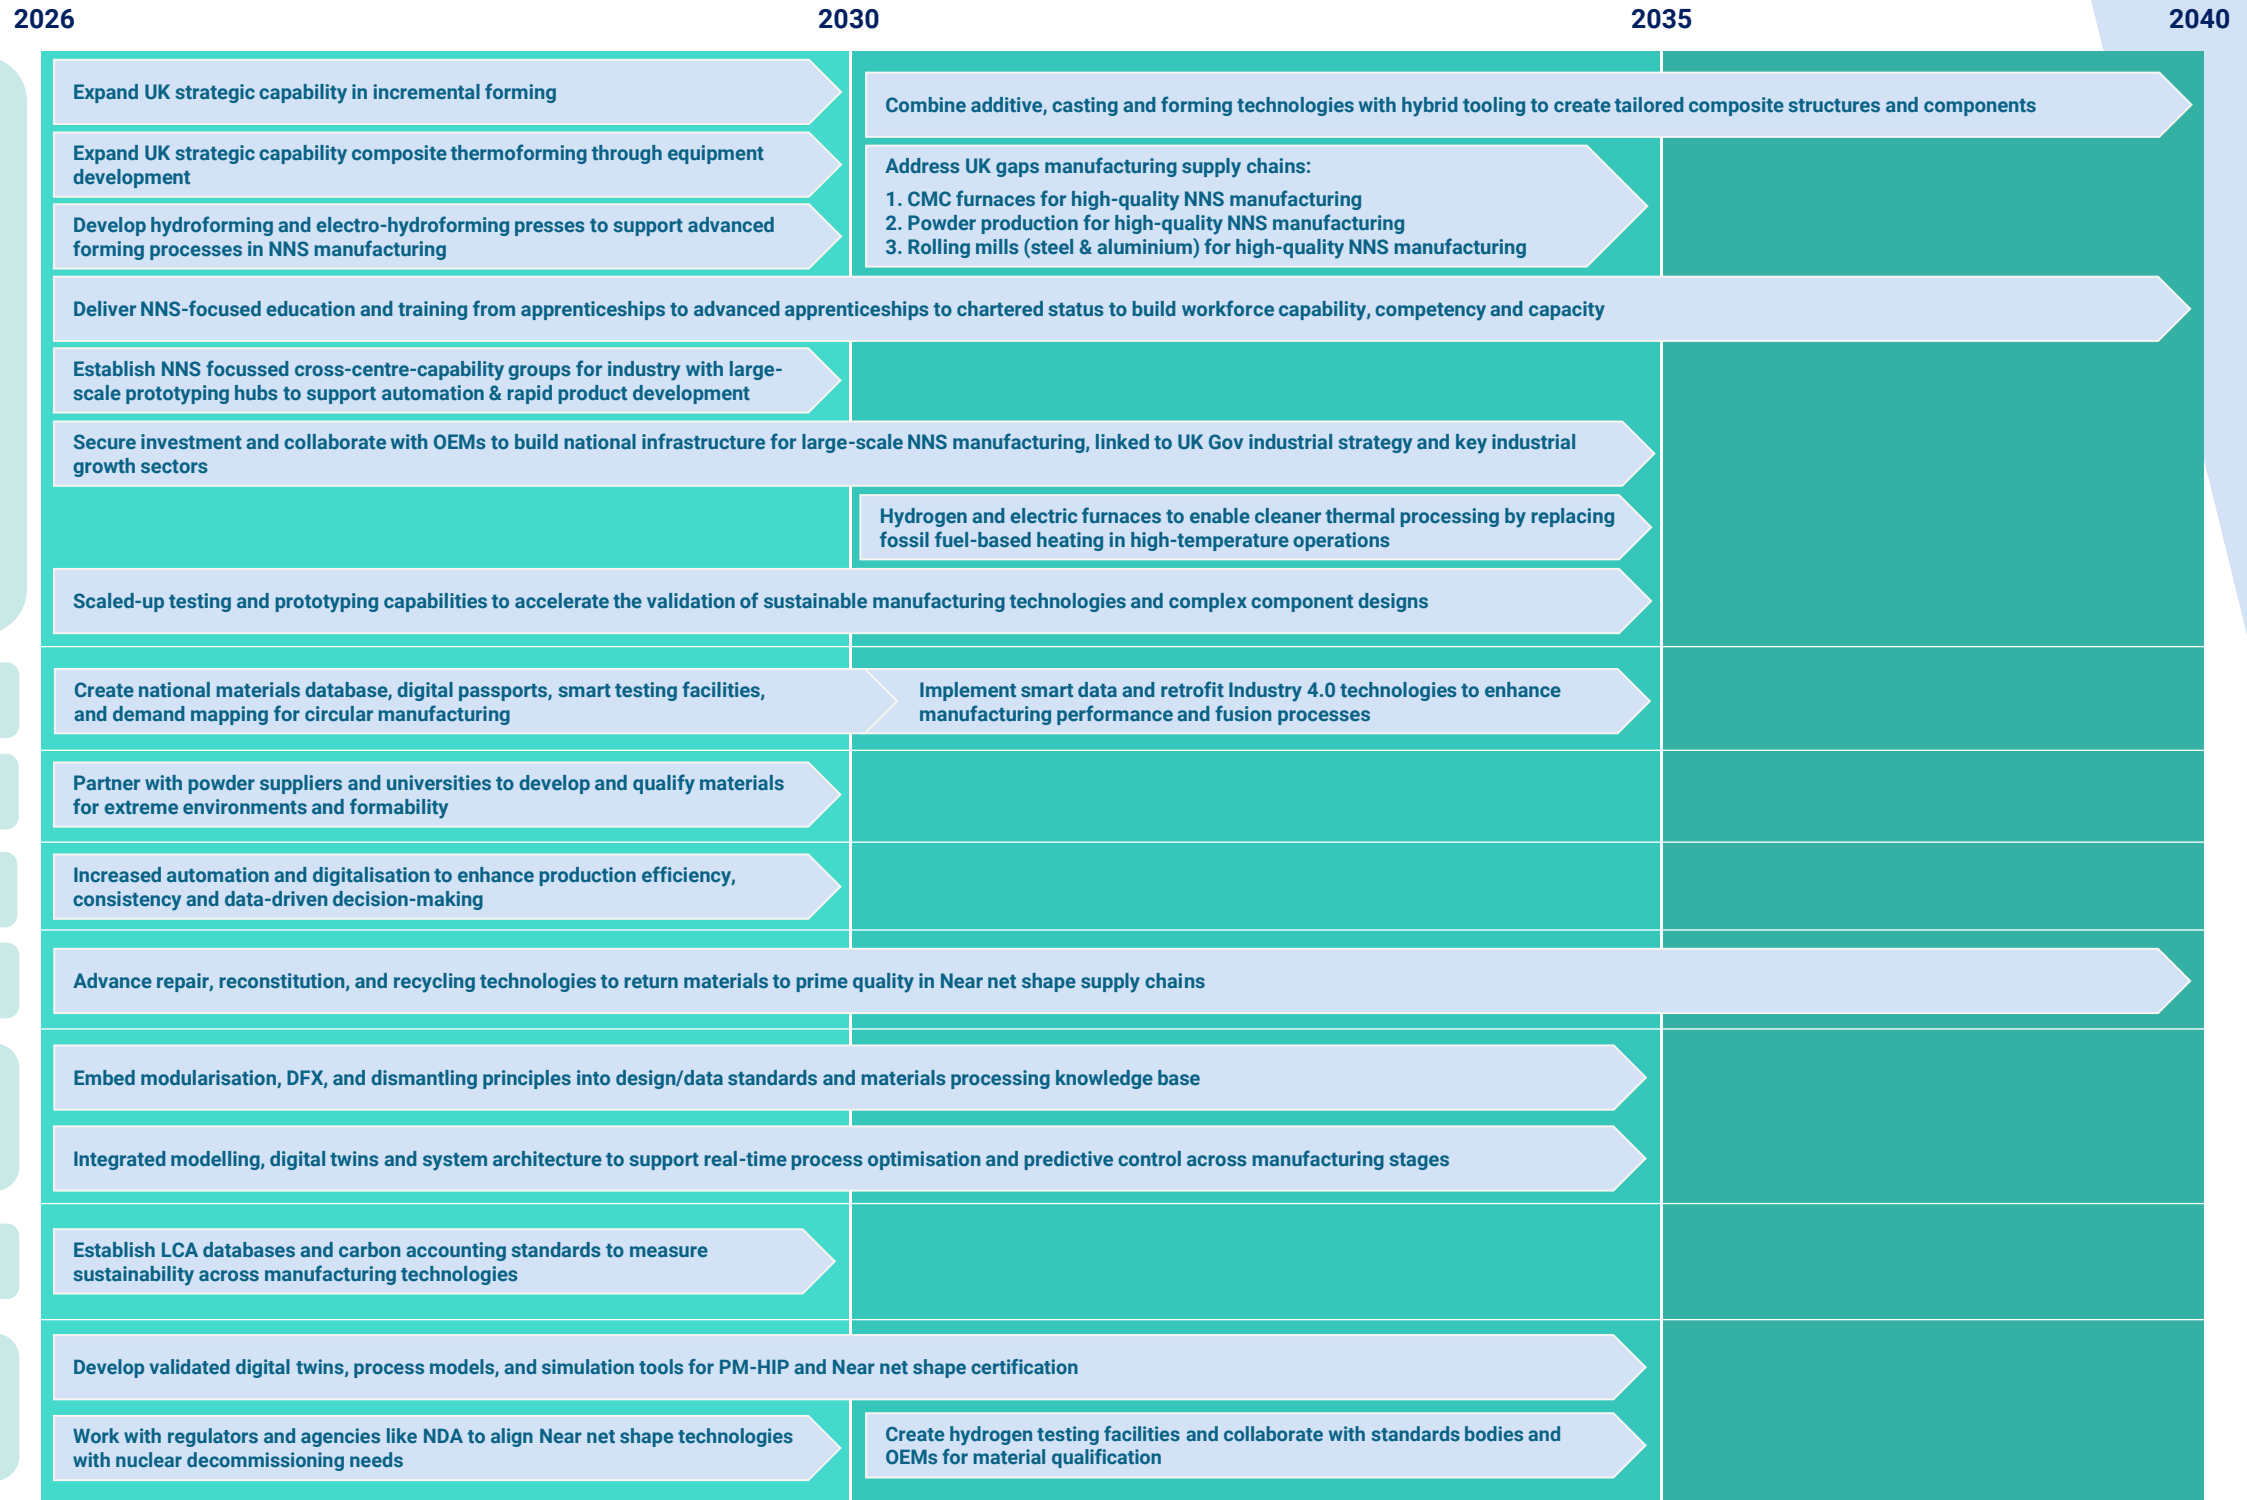 2026 2030 2035 2040
Expand UK strategic capability in incremental forming
Combine additive, casting and forming technologies with hybrid tooling to create tailored composite structures and components
Expand UK strategic capability composite thermoforming through equipment
development
Address UK gaps manufacturing supply chains:
1. CMC furnaces for high-quality NNS manufacturing
2. Powder production for high-quality NNS manufacturing
3. Rolling mills (steel & aluminium) for high-quality NNS manufacturing
Develop hydroforming and electro-hydroforming presses to support advanced
forming processes in NNS manufacturing
Deliver NNS-focused education and training from apprenticeships to advanced apprenticeships to chartered status to build workforce capability, competency and capacity
Establish NNS focussed cross-centre-capability groups for industry with large-
scale prototyping hubs to support automation & rapid product development
Secure investment and collaborate with OEMs to build national infrastructure for large-scale NNS manufacturing, linked to UK Gov industrial strategy and key industrial
growth sectors
Hydrogen and electric furnaces to enable cleaner thermal processing by replacing
fossil fuel-based heating in high-temperature operations
Scaled-up testing and prototyping capabilities to accelerate the validation of sustainable manufacturing technologies and complex component designs
Create national materials database, digital passports, smart testing facilities,
and demand mapping for circular manufacturing
Implement smart data and retrofit Industry 4.0 technologies to enhance
manufacturing performance and fusion processes
Partner with powder suppliers and universities to develop and qualify materials
for extreme environments and formability
Increased automation and digitalisation to enhance production efficiency,
consistency and data-driven decision-making
Advance repair, reconstitution, and recycling technologies to return materials to prime quality in Near net shape supply chains
Embed modularisation, DFX, and dismantling principles into design/data standards and materials processing knowledge base
Integrated modelling, digital twins and system architecture to support real-time process optimisation and predictive control across manufacturing stages
Establish LCA databases and carbon accounting standards to measure
sustainability across manufacturing technologies
Develop validated digital twins, process models, and simulation tools for PM-HIP and Near net shape certification
Work with regulators and agencies like NDA to align Near net shape technologies
with nuclear decommissioning needs
Create hydrogen testing facilities and collaborate with standards bodies and
OEMs for material qualification